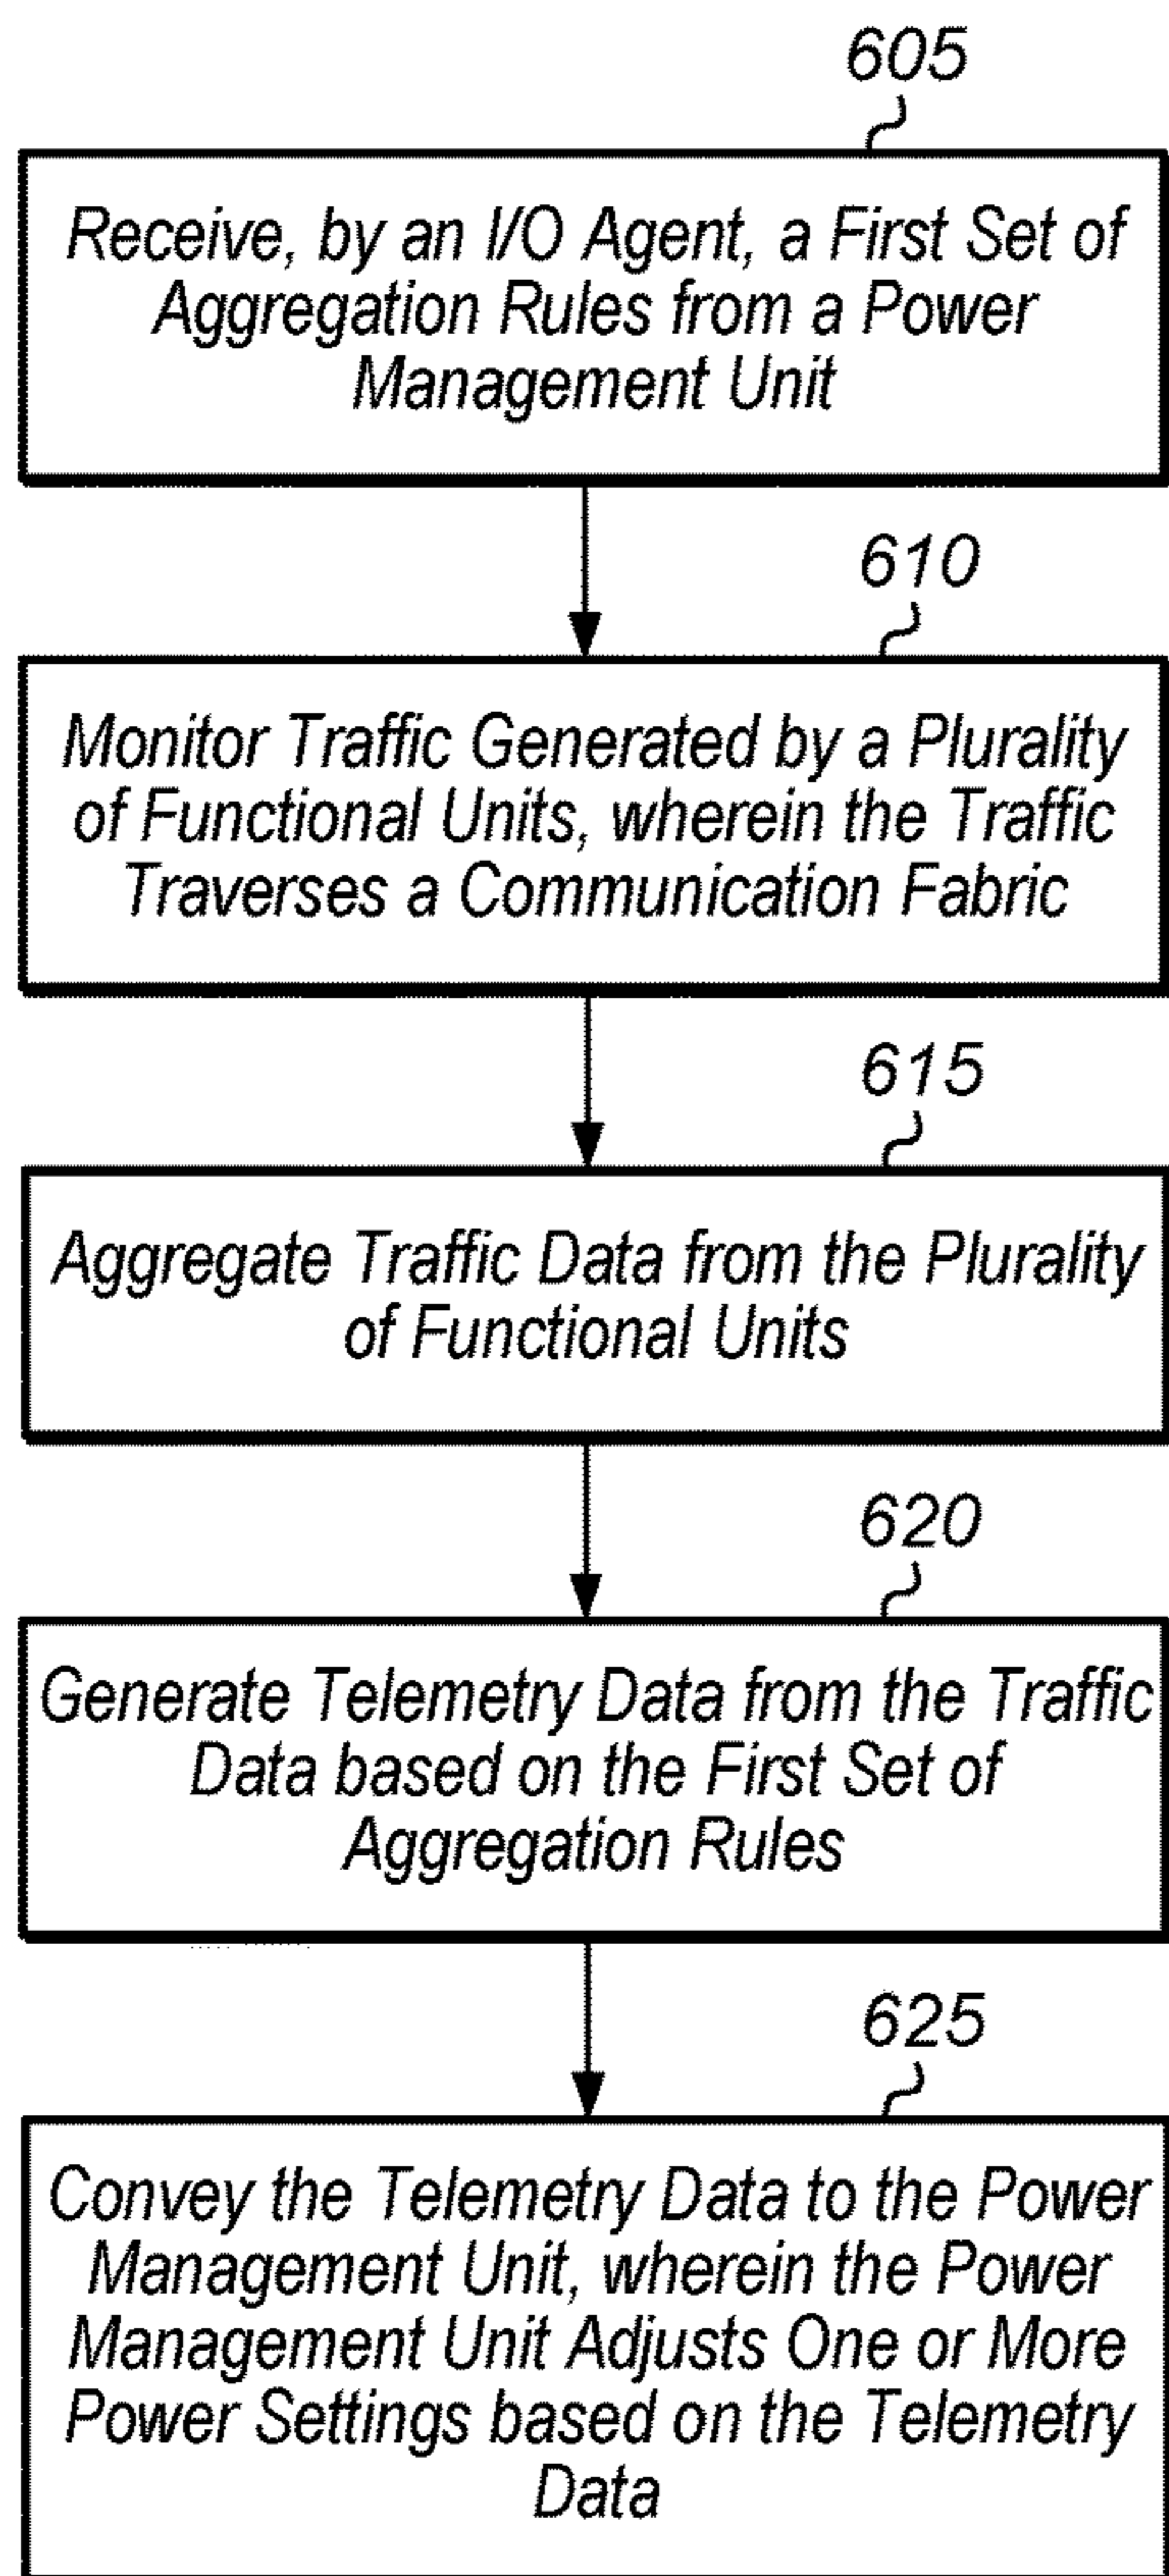 605
Receive, by an I/O Agent, a First Set of
Aggregation Rules from a Power
Management Unit
610
Monitor Traffic Generated by a Plurality
of Functional Units, wherein the Traffic
Traverses a Communication Fabric
615
Aggregate Traffic Data from the Plurality
of Functional Units
620
Generate Telemetry Data from the Traffic
Data based on the First Set of
Aggregation Rules
625
Convey the Telemetry Data to the Power
Management Unit, wherein the Power
Management Unit Adjusts One or More
Power Settings based on the Telemetry
Data